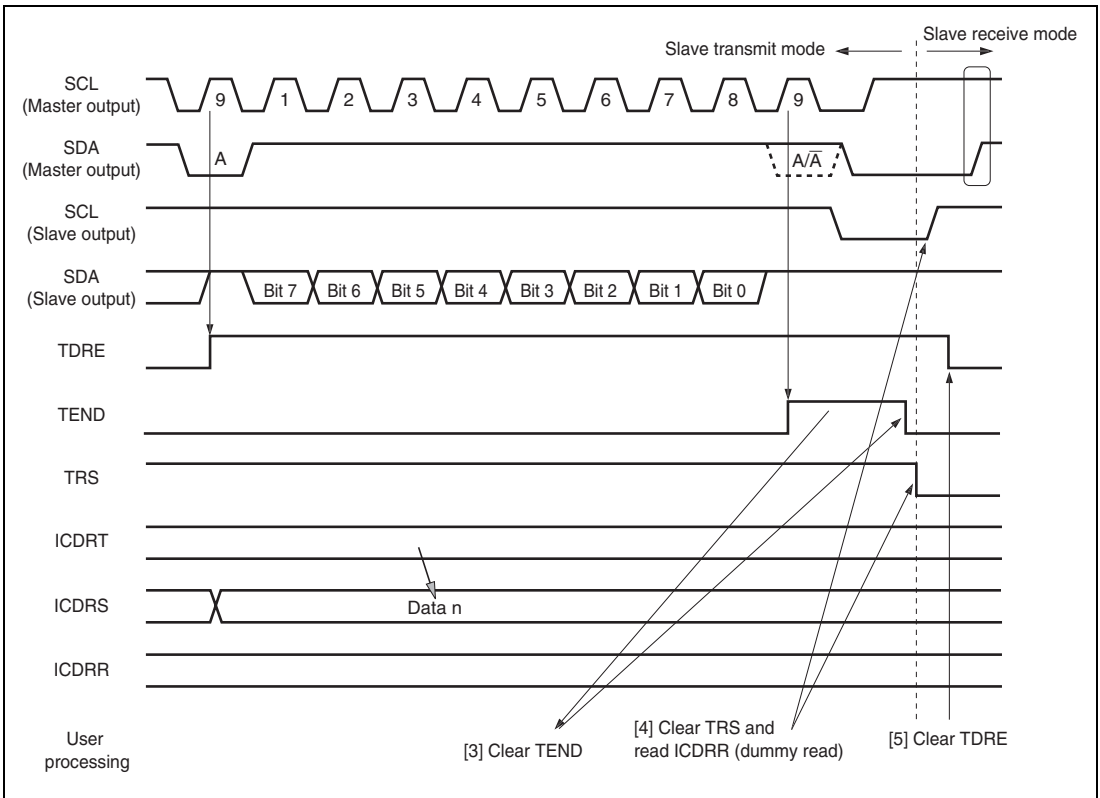 Slave transmit mode
Slave receive mode
SCL
(Master output)
9 1 2 3 4 5 6 7 8 9
SDA
(Master output)
A
A/A̅
SCL
(Slave output)
SDA
(Slave output)
Bit 7 Bit 6 Bit 5 Bit 4 Bit 3 Bit 2 Bit 1 Bit 0
TDRE
TEND
TRS
ICDRT
ICDRS
Data n
ICDRR
User
processing
[3] Clear TEND
[4] Clear TRS and
read ICDRR (dummy read)
[5] Clear TDRE